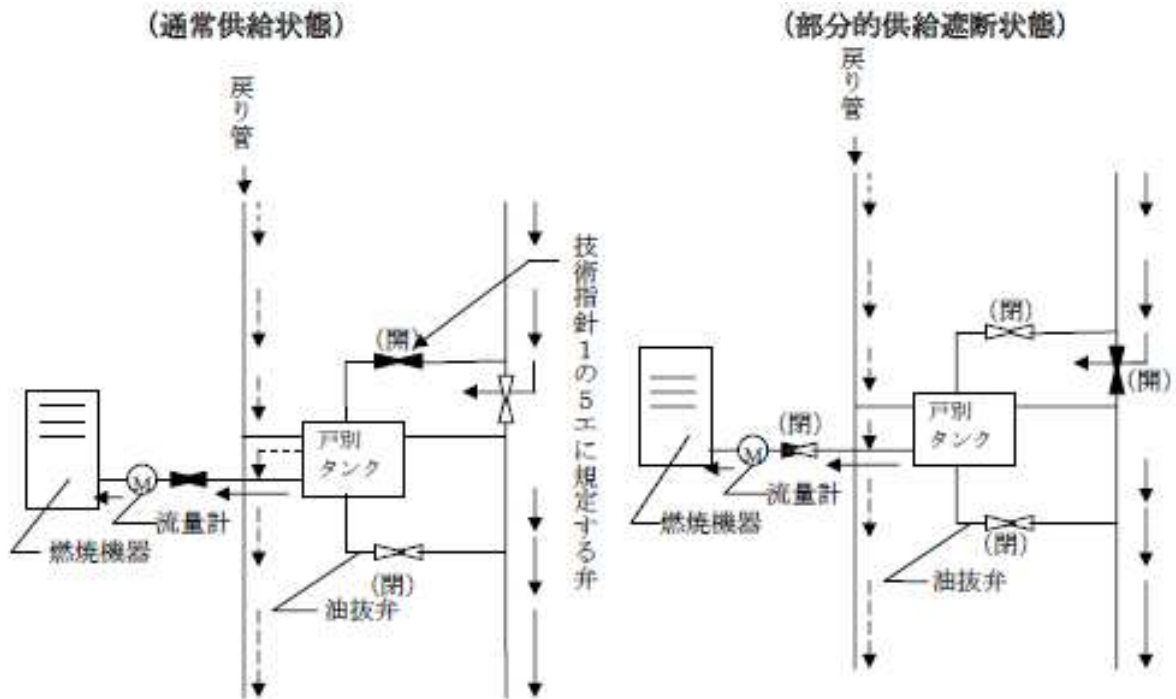 (通常供給状態)
戻り管
(開)
技術指針1の5エに規定する弁
戸別
タンク
M
流量計
燃焼機器
(閉)
油抜弁
(部分的供給遮断状態)
戻り管
(閉)
(開)
戸別
タンク
(閉)
M
流量計
燃焼機器
(閉)
油抜弁